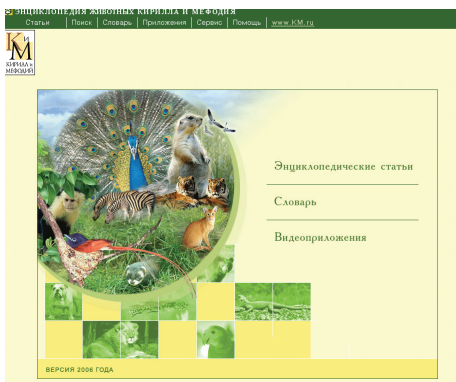 ЭНЦИКЛОПЕДИЯ ЖИВОТНЫХ КИРИЛЛА И МЕФОДИЯ
Статьи | Поиск | Словарь | Приложения | Сервис | Помощь | www.KM.ru
К и М
КИРИЛЛ и
МЕФОДИЙ
Энциклопедические статьи
Словарь
Видеоприложения
ВЕРСИЯ 2006 ГОДА